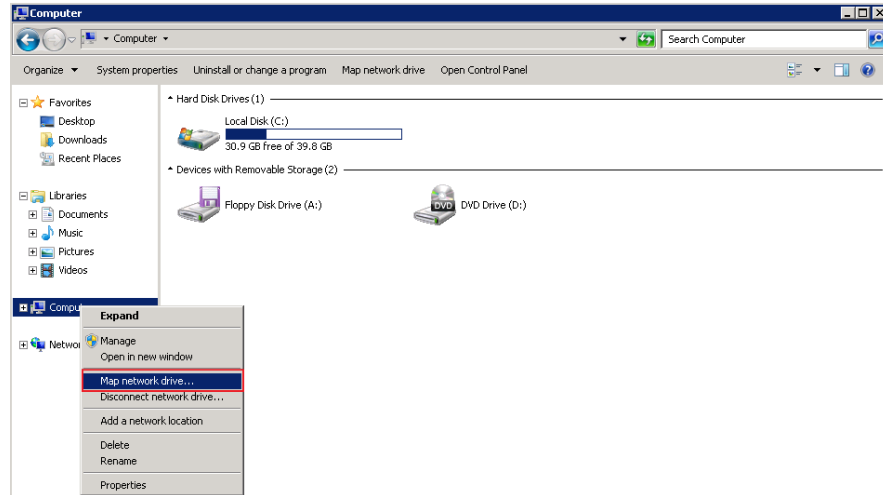 Computer
Computer
Search Computer
Organize System properties Uninstall or change a program Map network drive Open Control Panel
Favorites
Desktop
Downloads
Recent Places
Libraries
Documents
Music
Pictures
Videos
Compu
Networ
Hard Disk Drives (1)
Local Disk (C:)
30.9 GB free of 39.8 GB
Devices with Removable Storage (2)
Floppy Disk Drive (A:)
DVD
DVD Drive (D:)
Expand
Manage
Open in new window
Map network drive...
Disconnect network drive...
Add a network location
Delete
Rename
Properties